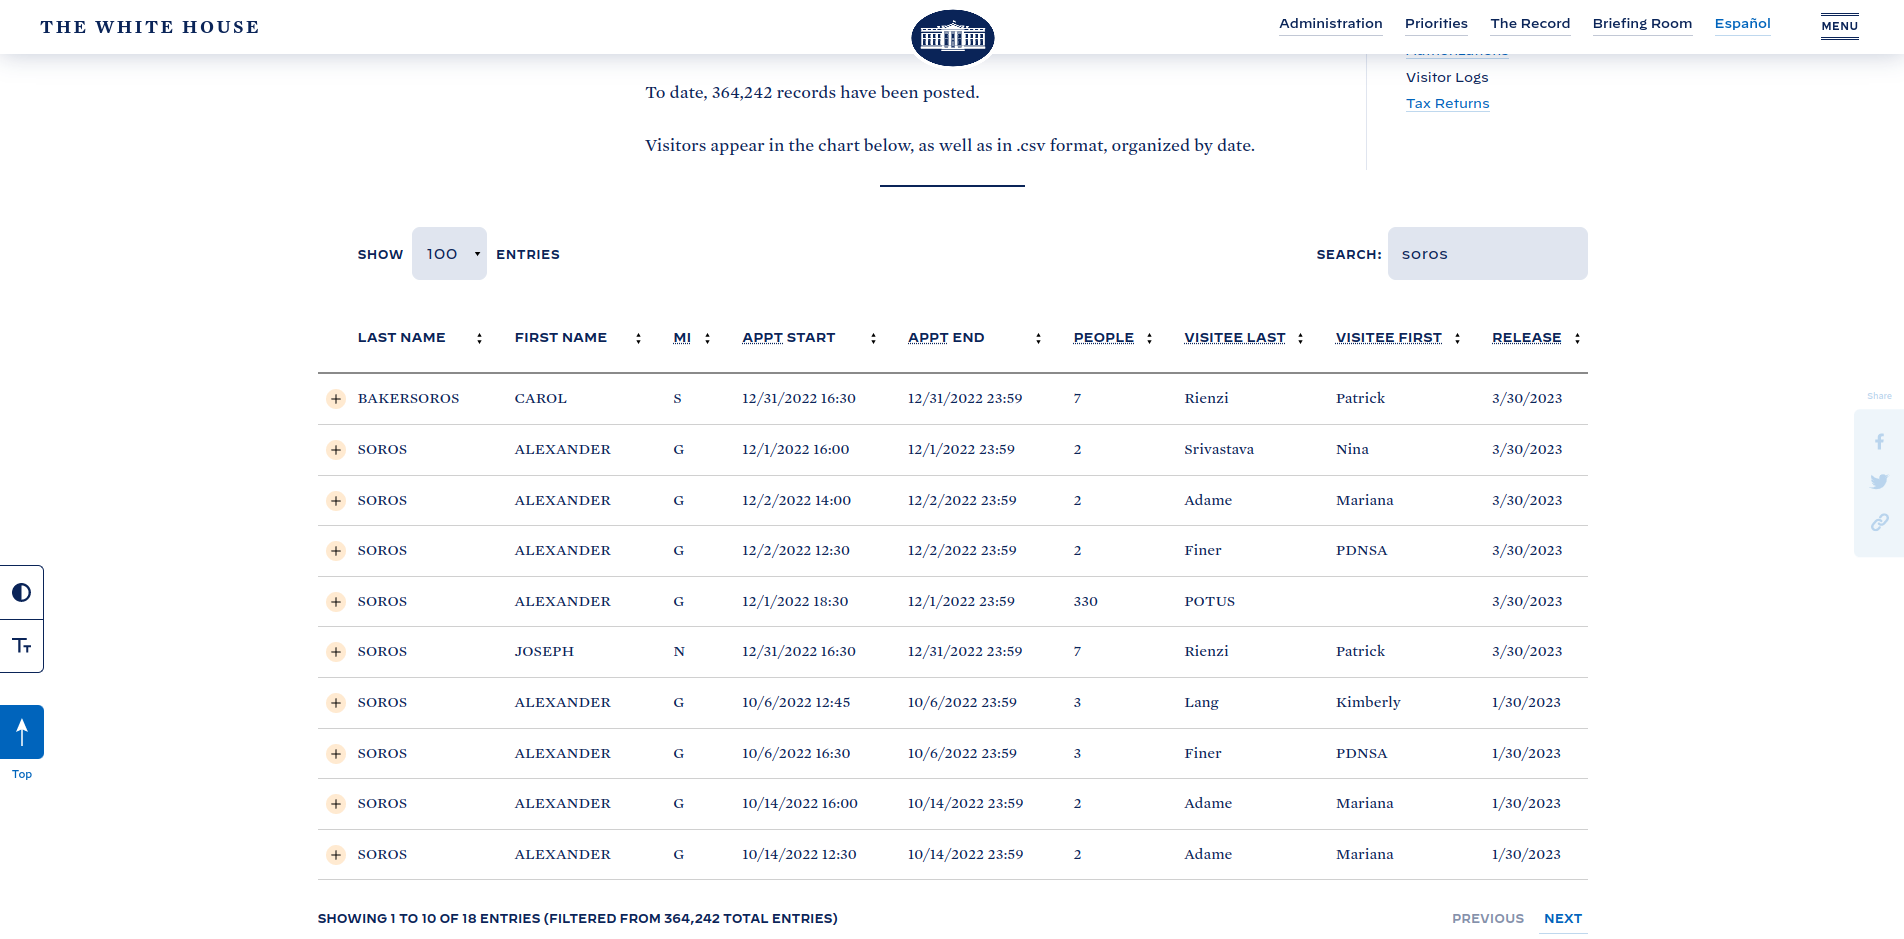 THE WHITE HOUSE
Administration Priorities The Record Briefing Room Español MENU
To date, 364,242 records have been posted.
Visitor Logs
Tax Returns
Visitors appear in the chart below, as well as in .csv format, organized by date.
SHOW 100 ENTRIES SEARCH: soros
LAST NAME FIRST NAME MI APPT START APPT END PEOPLE VISITEE LAST VISITEE FIRST RELEASE
BAKERSOROS CAROL S 12/31/2022 16:30 12/31/2022 23:59 7 Rienzi Patrick 3/30/2023
SOROS ALEXANDER G 12/1/2022 16:00 12/1/2022 23:59 2 Srivastava Nina 3/30/2023
SOROS ALEXANDER G 12/2/2022 14:00 12/2/2022 23:59 2 Adame Mariana 3/30/2023
SOROS ALEXANDER G 12/2/2022 12:30 12/2/2022 23:59 2 Finer PDNSA 3/30/2023
SOROS ALEXANDER G 12/1/2022 18:30 12/1/2022 23:59 330 POTUS 3/30/2023
SOROS JOSEPH N 12/31/2022 16:30 12/31/2022 23:59 7 Rienzi Patrick 3/30/2023
SOROS ALEXANDER G 10/6/2022 12:45 10/6/2022 23:59 3 Lang Kimberly 1/30/2023
SOROS ALEXANDER G 10/6/2022 16:30 10/6/2022 23:59 3 Finer PDNSA 1/30/2023
SOROS ALEXANDER G 10/14/2022 16:00 10/14/2022 23:59 2 Adame Mariana 1/30/2023
SOROS ALEXANDER G 10/14/2022 12:30 10/14/2022 23:59 2 Adame Mariana 1/30/2023
SHOWING 1 TO 10 OF 18 ENTRIES (FILTERED FROM 364,242 TOTAL ENTRIES) PREVIOUS NEXT
Share
Tт
Top